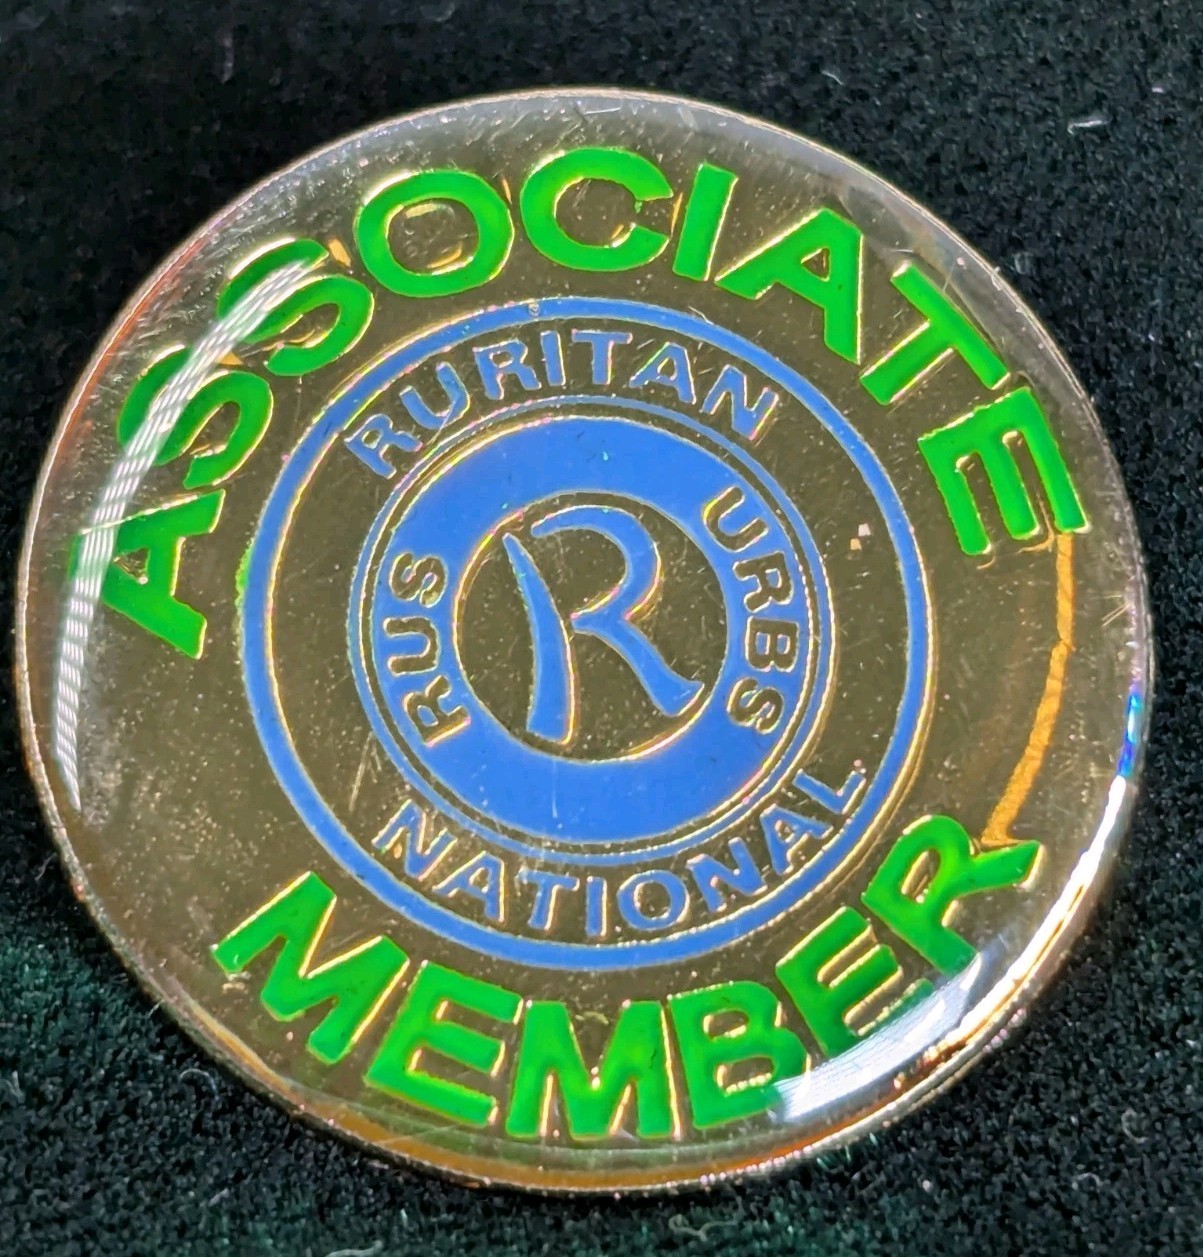 ASSOCIATE
RURITAN
RUS
R
URBS
NATIONAL
MEMBER